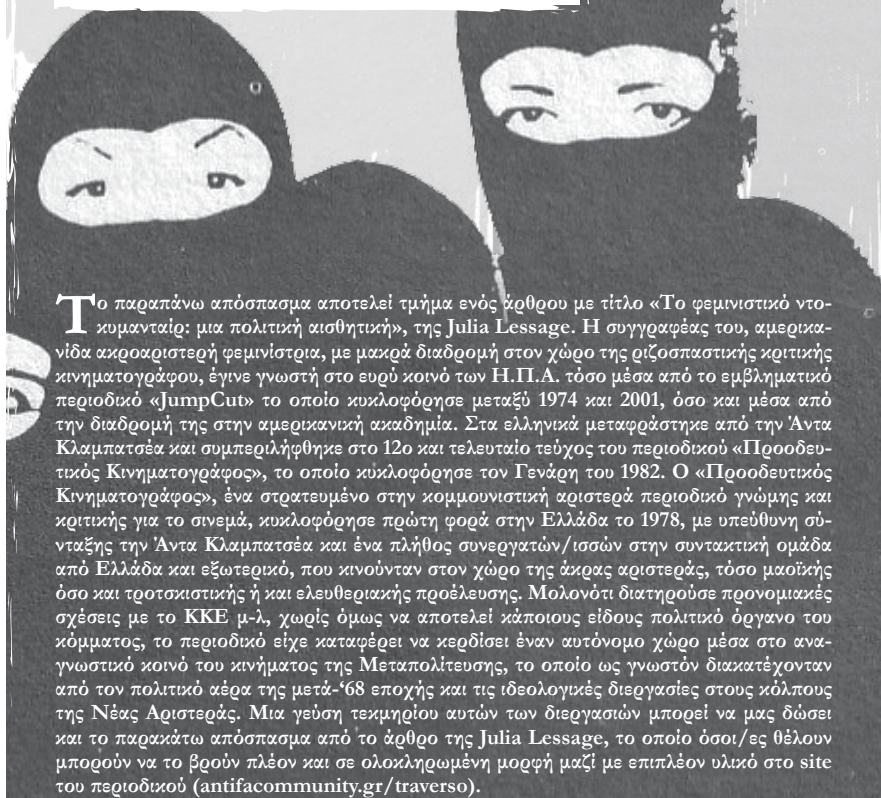 Το παραπάνω απόσπασμα αποτελεί τμήμα ενός άρθρου με τίτλο «Το φεμινιστικό ντο-
κυμανταίρ: μια πολιτική αισθητική», της Julia Lessage. Η συγγραφέας του, αμερικα-
νίδα ακροαριστερή φεμινίστρια, με μακρά διαδρομή στον χώρο της ριζοσπαστικής κριτικής
κινηματογράφου, έγινε γνωστή στο ευρύ κοινό των Η.Π.Α. τόσο μέσα από το εμβληματικό
περιοδικό «JumpCut» το οποίο κυκλοφόρησε μεταξύ 1974 και 2001, όσο και μέσα από
την διαδρομή της στην αμερικανική ακαδημία. Στα ελληνικά μεταφράστηκε από την Άντα
Κλαμπατσέα και συμπεριλήφθηκε στο 12ο και τελευταίο τεύχος του περιοδικού «Προοδευ-
τικός Κινηματογράφος», το οποίο κυκλοφόρησε τον Γενάρη του 1982. Ο «Προοδευτικός
Κινηματογράφος», ένα στρατευμένο στην κομμουνιστική αριστερά περιοδικό γνώμης και
κριτικής για το σινεμά, κυκλοφόρησε πρώτη φορά στην Ελλάδα το 1978, με υπεύθυνη σύ-
νταξης την Άντα Κλαμπατσέα και ένα πλήθος συνεργατών/ισσών στην συντακτική ομάδα
από Ελλάδα και εξωτερικό, που κινούνταν στον χώρο της άκρας αριστεράς, τόσο μαοϊκής
όσο και τροτσκιστικής ή και ελευθεριακής προέλευσης. Μολονότι διατηρούσε προνομιακές
σχέσεις με το ΚΚΕ μ-λ, χωρίς όμως να αποτελεί κάποιους είδους πολιτικό όργανο του
κόμματος, το περιοδικό είχε καταφέρει να κερδίσει έναν αυτόνομο χώρο μέσα στο ανα-
γνωστικό κοινό του κινήματος της Μεταπολίτευσης, το οποίο ως γνωστόν διακατέχονταν
από τον πολιτικό αέρα της μετά-‘68 εποχής και τις ιδεολογικές διεργασίες στους κόλπους
της Νέας Αριστεράς. Μια γεύση τεκμηρίου αυτών των διεργασιών μπορεί να μας δώσει
και το παρακάτω απόσπασμα από το άρθρο της Julia Lessage, το οποίο όσοι/ες θέλουν
μπορούν να το βρούν πλέον και σε ολοκληρωμένη μορφή μαζί με επιπλέον υλικό στο site
του περιοδικού (antifacommunity.gr/traverso).